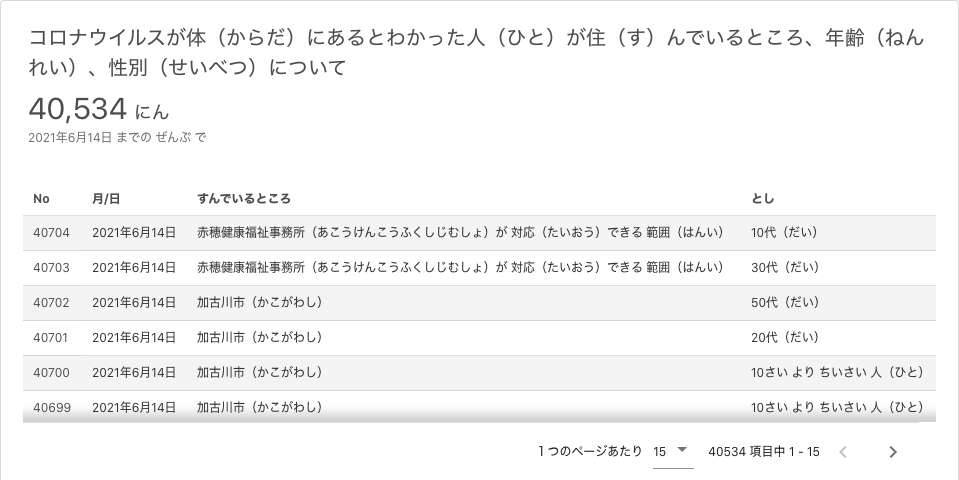 コロナウイルスが体（からだ）にあるとわかった人（ひと）が住（す）んでいるところ、年齢（ねん
れい）、性別（せいべつ）について
40,534 にん
2021年6月14日 までの ぜんぶ で
No 月/日 すんでいるところ とし
40704 2021年6月14日 赤穂健康福祉事務所（あこうけんこうふくしじむしょ）が 対応（たいおう）できる 範囲（はんい） 10代（だい）
40703 2021年6月14日 赤穂健康福祉事務所（あこうけんこうふくしじむしょ）が 対応（たいおう）できる 範囲（はんい） 30代（だい）
40702 2021年6月14日 加古川市（かこがわし） 50代（だい）
40701 2021年6月14日 加古川市（かこがわし） 20代（だい）
40700 2021年6月14日 加古川市（かこがわし） 10さい より ちいさい 人（ひと）
40699 2021年6月14日 加古川市（かこがわし） 10さい より ちいさい 人（ひと）
1 つのページあたり 15 40534 項目中 1 - 15